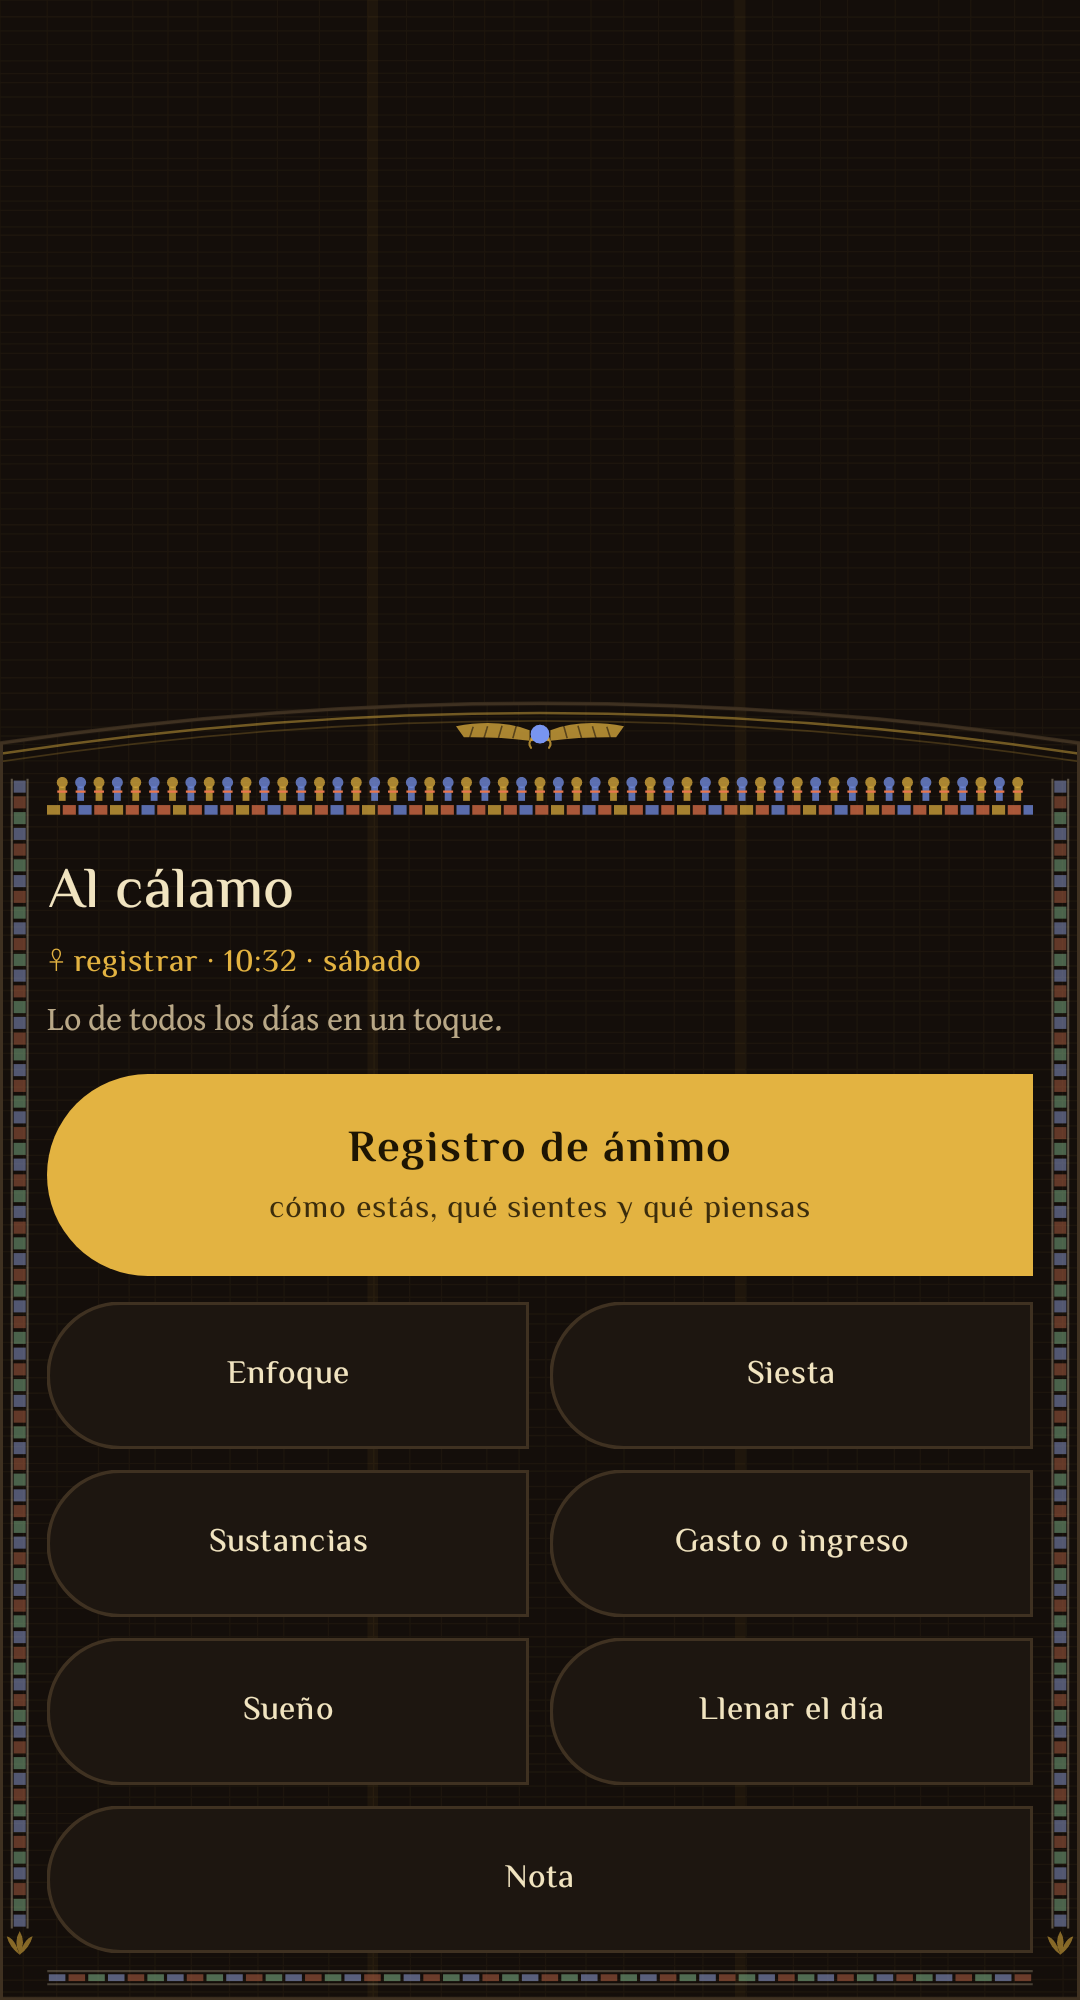 Al cálamo
registrar · 10:32 · sábado
Lo de todos los días en un toque.
Registro de ánimo
cómo estás, qué sientes y qué piensas
Enfoque
Siesta
Sustancias
Gasto o ingreso
Sueño
Llenar el día
Nota